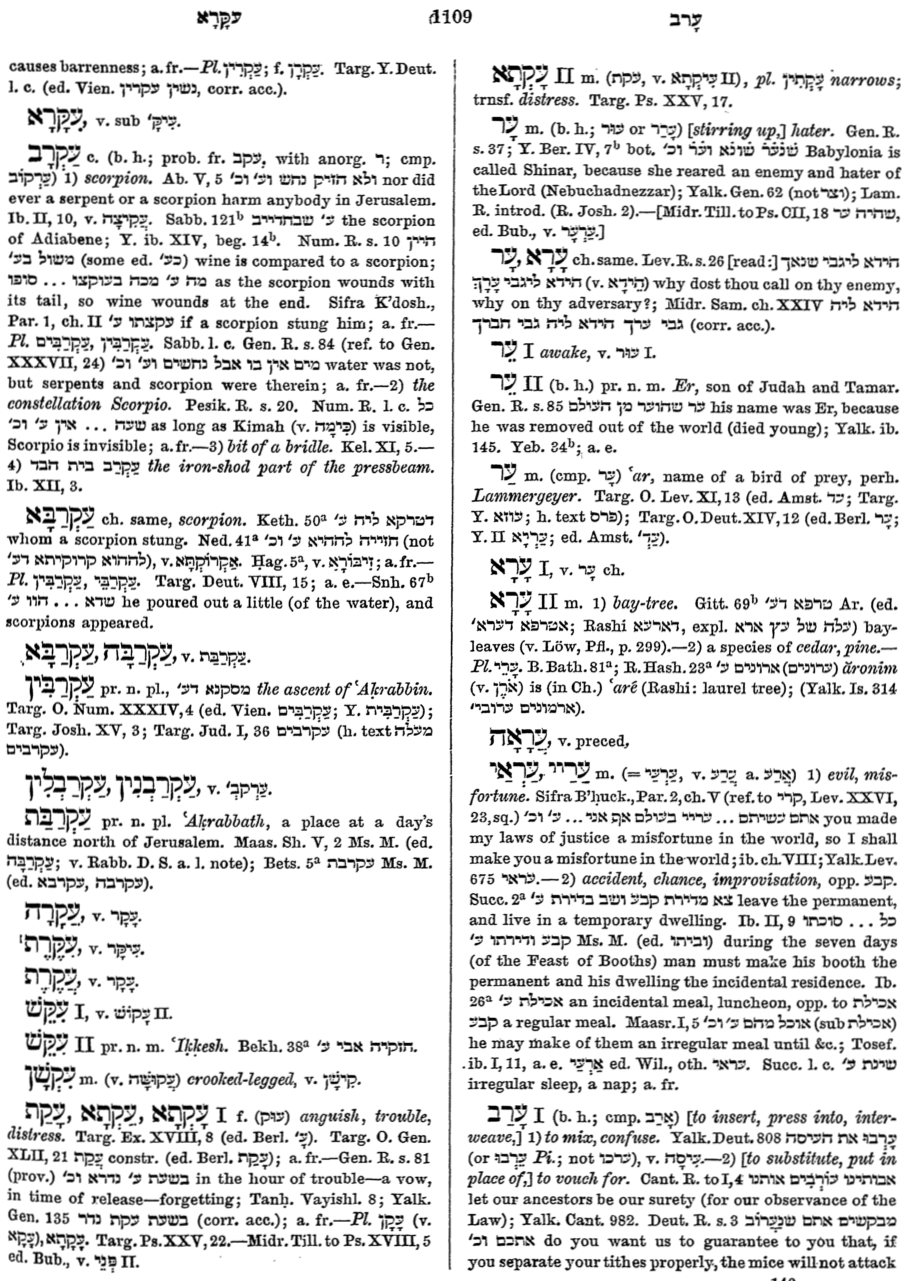 עקרא
1109
ערב
causes barrenness; a. fr.—Pl. עֲקָרִין; f. עֲקָרָן. Targ. Y. Deut.
l. c. (ed. Vien. נשין עקריין, corr. acc.).
עִקָּרָא, v. sub עִיקָּ'.
עַקְרָב c. (b. h.; prob. fr. עקב, with anorg. ר; cmp.
עַרְקוֹב) 1) scorpion. Ab. V, 5 ולא הזיק נחש וע' וכ' nor did
ever a serpent or a scorpion harm anybody in Jerusalem.
Ib. II, 10, v. עֲקִיצָה. Sabb. 121b ע' שבהדייב the scorpion
of Adiabene; Y. ib. XIV, beg. 14b. Num. R. s. 10 היין
משול בע' (some ed. כע') wine is compared to a scorpion;
מה ע' מכה בעוקצו ... סופו as the scorpion wounds with
its tail, so wine wounds at the end. Sifra K'dosh.,
Par. 1, ch. II עקצתו ע' if a scorpion stung him; a. fr.—
Pl. עַקְרַבִּים, עַקְרַבִּין. Sabb. l. c. Gen. R. s. 84 (ref. to Gen.
XXXVII, 24) מים אין בו אבל נחשים וע' וכ' water was not,
but serpents and scorpion were therein; a. fr.—2) the
constellation Scorpio. Pesik. R. s. 20. Num. R. l. c. כל
שעה ... אין ע' וכ' as long as Kimah (v. כִּימָה) is visible,
Scorpio is invisible; a. fr.—3) bit of a bridle. Kel. XI, 5.—
4) עַקְרַב בית הבד the iron-shod part of the pressbeam.
Ib. XII, 3.
עַקְרַבָּא ch. same, scorpion. Keth. 50a דטרקא ליה ע'
whom a scorpion stung. Ned. 41a חזייה לההיא ע' וכ' (not
לההוא קרוקיתא דע'), v. אַקְרוֹקְתָּא. Ḥag. 5a, v. זִיבּוּרָא; a. fr.—
Pl. עַקְרַבֵּי, עַקְרַבִּין. Targ. Deut. VIII, 15; a. e.—Snh. 67b
שדא ... חוו ע' he poured out a little (of the water), and
scorpions appeared.
עַקְרַבָּה, עַקְרַבָּא, v. עַקְרַבַּת.
עַקְרַבִּין pr. n. pl., מסקנא דע' the ascent of ʻAḳrabbin.
Targ. O. Num. XXXIV, 4 (ed. Vien. עַקְרַבִּים; Y. עַקְרַבִּית);
Targ. Josh. XV, 3; Targ. Jud. I, 36 עקרבים (h. text מעלה
עקרבים).
עַקְרַבְנִין, עַקְרַבְלִין, v. עַרְקבְ'.
עַקְרַבַּת pr. n. pl. ʻAḳrabbath, a place at a day's
distance north of Jerusalem. Maas. Sh. V, 2 Ms. M. (ed.
עַקְרַבָּה; v. Rabb. D. S. a. l. note); Bets. 5a עקרבת Ms. M.
(ed. עקרבה, עקרבא).
עֲקָרָה, v. עָקָר.
עִקֶּרֶת, v. עִיקָּר.
עֲקֶרֶת, v. עָקָר.
עִקֵּשׁ I, v. עָקוֹשׁ II.
עִקֵּשׁ II pr. n. m. ʻIḳḳesh. Bekh. 38a חזקיה אבי ע'.
עַקְשָׁן m. (v. עֲקוּשָׁה) crooked-legged, v. קִישָׁן.
עָקַת, עָקְתָא, עַקְתָא I f. (עוק) anguish, trouble,
distress. Targ. Ex. XVIII, 8 (ed. Berl. עָ'). Targ. O. Gen.
XLII, 21 עָקַת constr. (ed. Berl. עָקַת); a. fr.—Gen. R. s. 81
(prov.) בשעת ע' נדרא וכ' in the hour of trouble—a vow,
in time of release—forgetting; Tanḥ. Vayishl. 8; Yalk.
Gen. 135 בשעת עקת נדר (corr. acc.); a. fr.—Pl. עָקָן (v.
עָקָא), עָקָתָא. Targ. Ps. XXV, 22.—Midr. Till. to Ps. XVIII, 5
ed. Bub., v. פְּנֵי II.
עָקְתָא II m. (עקת, v. עִיקְתָא II), pl. עָקְתִין narrows;
trnsf. distress. Targ. Ps. XXV, 17.
עָר m. (b. h.; עוּר or עָרַר) [stirring up,] hater. Gen. R.
s. 37; Y. Ber. IV, 7b bot. שנער שונא וער וכ' Babylonia is
called Shinar, because she reared an enemy and hater of
the Lord (Nebuchadnezzar); Yalk. Gen. 62 (not וצר); Lam.
R. introd. (R. Josh. 2).—[Midr. Till. to Ps. CII, 18 שהיה ער,
ed. Bub., v. עַרְעָר.]
עָרָא, עָר ch. same. Lev. R. s. 26 [read:] הידא ליגבי שנאך
הידא ליגבי עָרָךְ (v. הֵידָא) why dost thou call on thy enemy,
why on thy adversary?; Midr. Sam. ch. XXIV הידא ליה
גבי ערך הידא ליה גבי חברך (corr. acc.).
עֵר I awake, v. עוּר I.
עֵר II (b. h.) pr. n. m. Er, son of Judah and Tamar.
Gen. R. s. 85 ער שהוער מן העולם his name was Er, because
he was removed out of the world (died young); Yalk. ib.
145. Yeb. 34b; a. e.
עַר m. (cmp. עָר) ʻar, name of a bird of prey, perh.
Lammergeyer. Targ. O. Lev. XI, 13 (ed. Amst. עד; Targ.
Y. עוזא; h. text פרס); Targ. O. Deut. XIV, 12 (ed. Berl. עָר;
Y. II עַרְיָא; ed. Amst. עַדְ').
עָרָא I, v. עָר ch.
עָרָא II m. 1) bay-tree. Gitt. 69b טרפא דע' Ar. (ed.
אטרפא דערא'; Rashi דארעא, expl. עלה של עץ ארא) bay-
leaves (v. Löw, Pfl., p. 299).—2) a species of cedar, pine.—
Pl. עָרֵי. B. Bath. 81a; R. Hash. 23a ארונים ע' (ערונים) ăronim
(v. אֹרֶן) is (in Ch.) ʻaré (Rashi: laurel tree); (Yalk. Is. 314
ארמונים ערובי').
עֲרָאָה, v. preced.
עֲרַאי, עֲרַיי m. (= עַרְעַי, v. עֲרַע a. אֲרַע) 1) evil, mis-
fortune. Sifra B'ḥuck., Par. 2, ch. V (ref. to קרי, Lev. XXVI,
23, sq.) אתם עשיתם ... עריי בעולם אף אני ... ע' וכ' you made
my laws of justice a misfortune in the world, so I shall
make you a misfortune in the world; ib. ch. VIII; Yalk. Lev.
675 עראי.—2) accident, chance, improvisation, opp. קבע.
Succ. 2a צא מדירת קבע ושב בדירת ע' leave the permanent,
and live in a temporary dwelling. Ib. II, 9 כל ... סוכתו
קבע ודירתו ע' Ms. M. (ed. וביתו) during the seven days
(of the Feast of Booths) man must make his booth the
permanent and his dwelling the incidental residence. Ib.
26a אכילת ע' an incidental meal, luncheon, opp. to אכילת
קבע a regular meal. Maasr. I, 5 אוכל מהם ע' וכ' (sub אכילת)
he may make of them an irregular meal until &c.; Tosef.
ib. I, 11, a. e. אַרְעַי ed. Wil., oth. עראי. Succ. l. c. שינת ע'
irregular sleep, a nap; a. fr.
עָרַב I (b. h.; cmp. אָרַב) [to insert, press into, inter-
weave,] 1) to mix, confuse. Yalk. Deut. 808 עָרְבוּ את העיסה
(or עֵרְבוּ Pi.; not ערכו), v. עִיסָה.—2) [to substitute, put in
place of,] to vouch for. Cant. R. to I, 4 אבותינו עוֹרְבִים אותנו
let our ancestors be our surety (for our observance of the
Law); Yalk. Cant. 982. Deut. R. s. 3 מבקשים אתם שנַּעֲרוֹב
אתכם וכ' do you want us to guarantee to you that, if
you separate your tithes properly, the mice will not attack